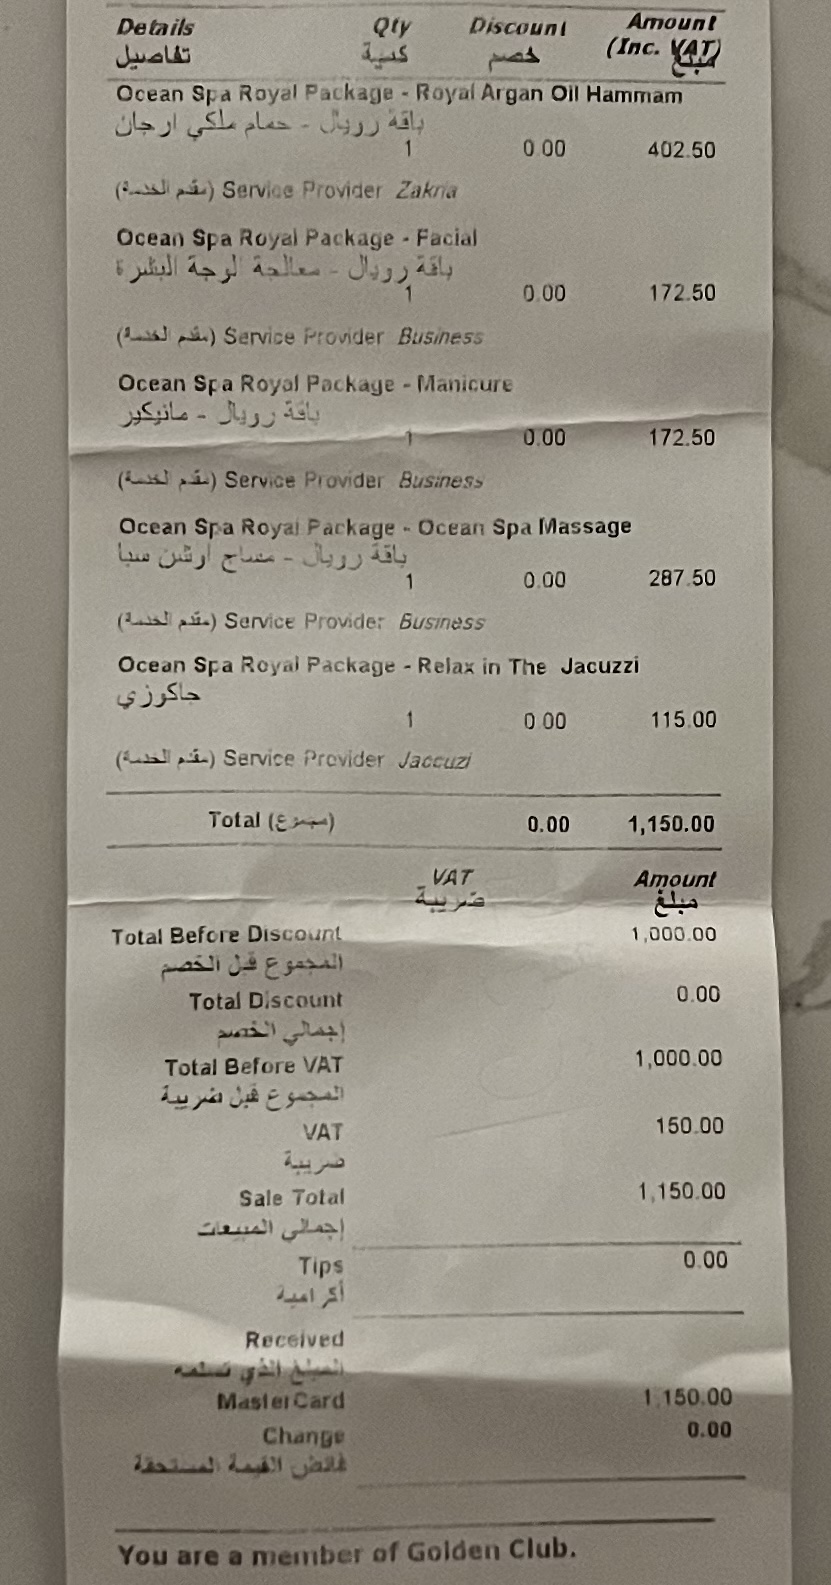 Details Qty Discount Amount
تفاصيل كمية خصم (Inc. VAT) مبلغ
Ocean Spa Royal Package - Royal Argan Oil Hammam
باقة رويال - حمام ملكي ارجان
1 0.00 402.50
(مقدم الخدمة) Service Provider Zakria
Ocean Spa Royal Package - Facial
باقة رويال - معالجة الوجة البشرة
1 0.00 172.50
(مقدم الخدمة) Service Provider Business
Ocean Spa Royal Package - Manicure
باقة رويال - مانيكير
1 0.00 172.50
(مقدم الخدمة) Service Provider Business
Ocean Spa Royal Package - Ocean Spa Massage
باقة رويال - مساج اوشن سبا
1 0.00 287.50
(مقدم الخدمة) Service Provider Business
Ocean Spa Royal Package - Relax in The Jacuzzi
جاكوزي
1 0.00 115.00
(مقدم الخدمة) Service Provider Jaccuzi
Total (مجموع) 0.00 1,150.00
VAT Amount
ضريبة مبلغ
Total Before Discount 1,000.00
المجموع قبل الخصم
Total Discount 0.00
إجمالي الخصم
Total Before VAT 1,000.00
المجموع قبل ضريبة
VAT 150.00
ضريبة
Sale Total 1,150.00
إجمالي المبيعات
Tips 0.00
أكرامية
Received
المبلغ الذي تسلمه
MasterCard 1,150.00
Change 0.00
فائض القيمة المستحقة
You are a member of Golden Club.